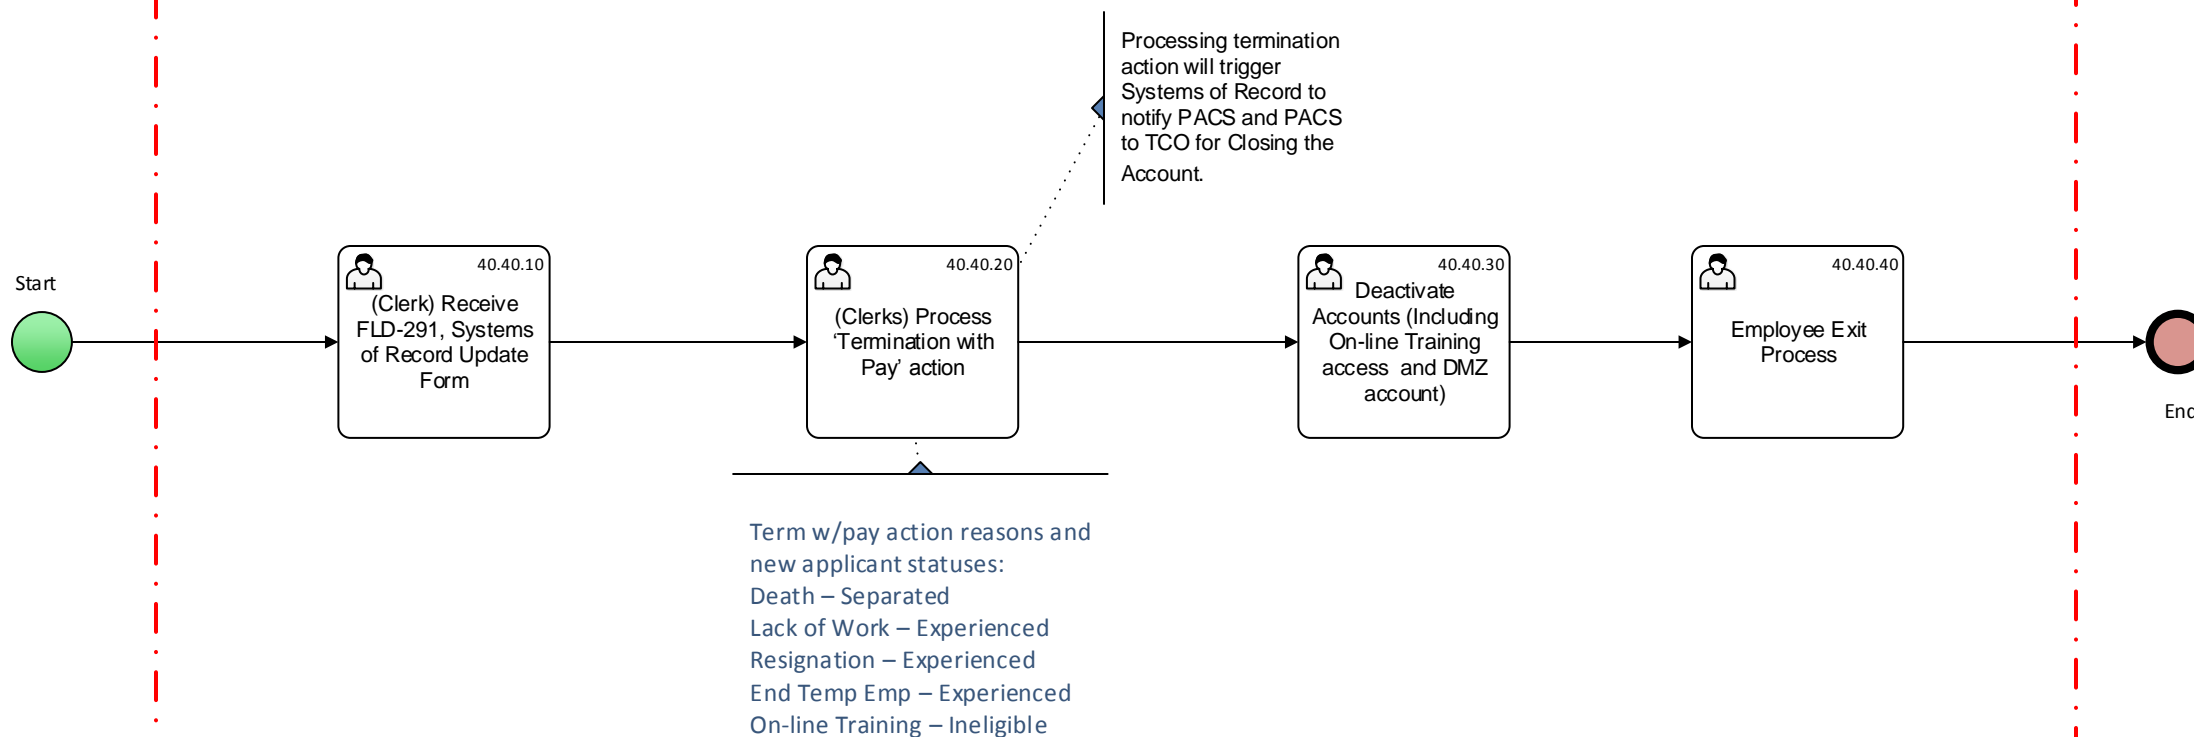 Processing termination
action will trigger
Systems of Record to
notify PACS and PACS
to TCO for Closing the
Account.
Start
40.40.10
(Clerk) Receive
FLD-291, Systems
of Record Update
Form
40.40.20
(Clerks) Process
'Termination with
Pay' action
40.40.30
Deactivate
Accounts (Including
On-line Training
access and DMZ
account)
40.40.40
Employee Exit
Process
End
Term w/pay action reasons and
new applicant statuses:
Death – Separated
Lack of Work – Experienced
Resignation – Experienced
End Temp Emp – Experienced
On-line Training – Ineligible